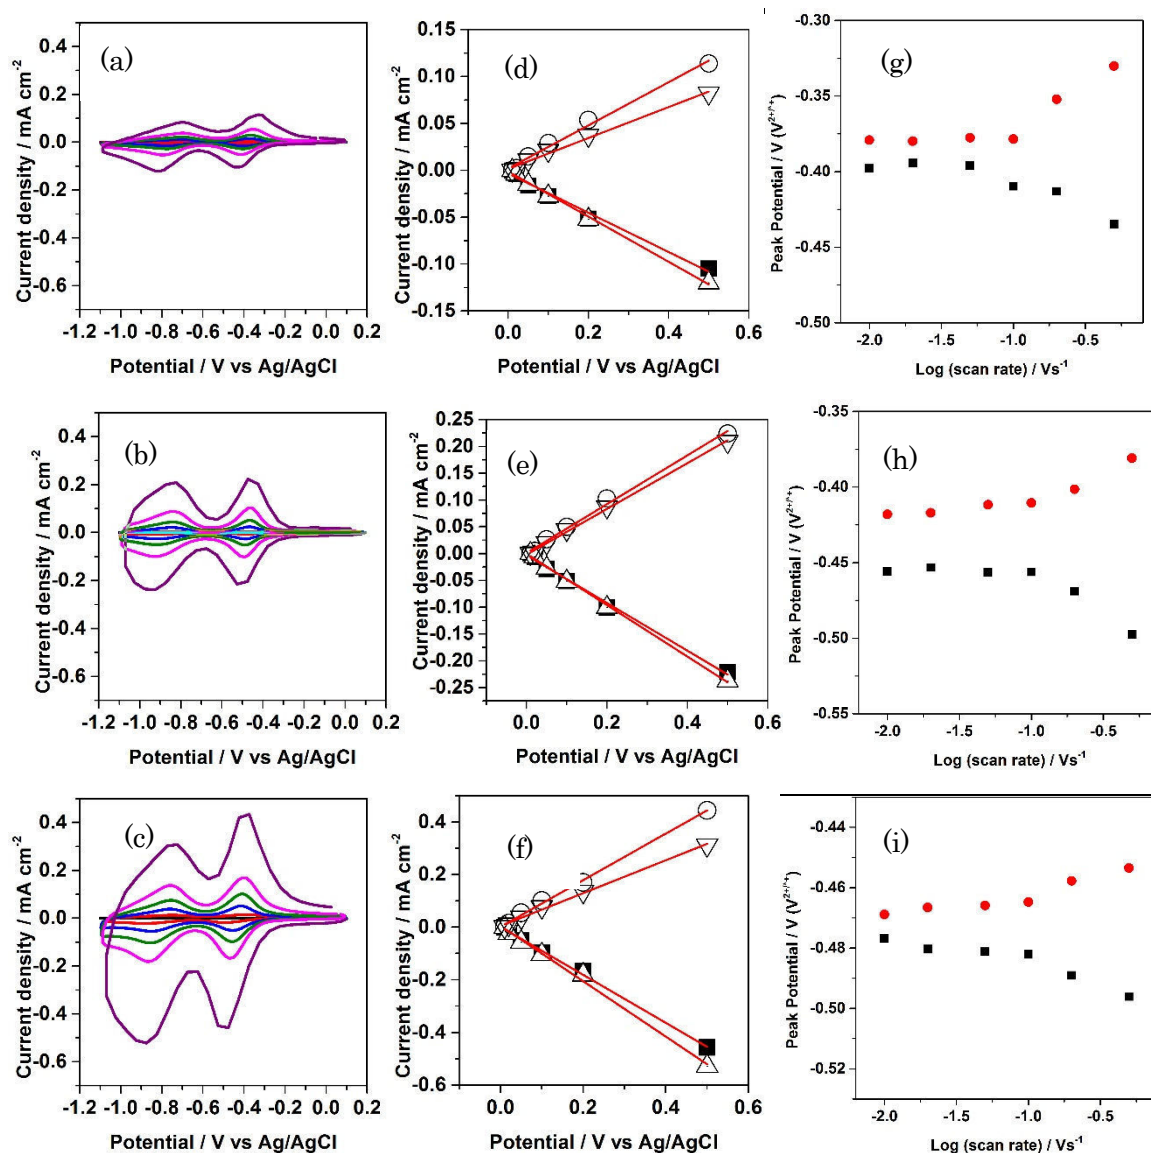 (a)
0.4
0.2
0.0
-0.2
-0.4
-0.6
-1.2 -1.0 -0.8 -0.6 -0.4 -0.2 0.0 0.2
Current density / mA cm-2
Potential / V vs Ag/AgCl
(d)
0.15
0.10
0.05
0.00
-0.05
-0.10
0.15
0.0 0.2 0.4 0.6
Current density / mA cm-2
Potential / V vs Ag/AgCl
(g)
-0.30
-0.35
-0.40
-0.45
-0.50
-2.0 -1.5 -1.0 -0.5
Peak Potential / V (V2+/•+)
Log (scan rate) / Vs-1
(b)
0.4
0.2
0.0
-0.2
-0.4
-0.6
-1.2 -1.0 -0.8 -0.6 -0.4 -0.2 0.0 0.2
Current density / mA cm-2
Potential / V vs Ag/AgCl
(e)
0.25
0.20
0.15
0.10
0.05
0.00
-0.05
-0.10
-0.15
-0.20
-0.25
0.0 0.2 0.4 0.6
Current density / mA cm-2
Potential / V vs Ag/AgCl
(h)
-0.35
-0.40
-0.45
-0.50
-0.55
-2.0 -1.5 -1.0 -0.5
Peak Potential / V (V2+/•+)
Log (scan rate) / Vs-1
(c)
0.4
0.2
0.0
-0.2
-0.4
-0.6
-1.2 -1.0 -0.8 -0.6 -0.4 -0.2 0.0 0.2
Current density / mA cm-2
Potential / V vs Ag/AgCl
(f)
0.4
0.2
0.0
-0.2
-0.4
-0.6
0.0 0.2 0.4 0.6
Current density / mA cm-2
Potential / V vs Ag/AgCl
(i)
-0.44
-0.46
-0.48
-0.50
-0.52
-2.0 -1.5 -1.0 -0.5
Peak Potential / V (V2+/•+)
Log (scan rate) / Vs-1